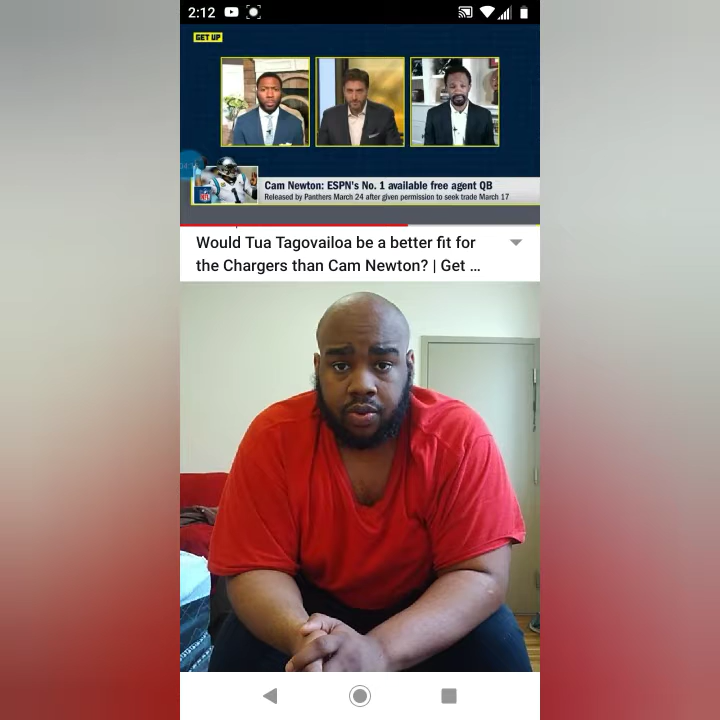 2:12
GET UP
Cam Newton: ESPN's No. 1 available free agent QB
Released by Panthers March 24 after given permission to seek trade March 17
NFL
1
Would Tua Tagovailoa be a better fit for
the Chargers than Cam Newton? | Get ...